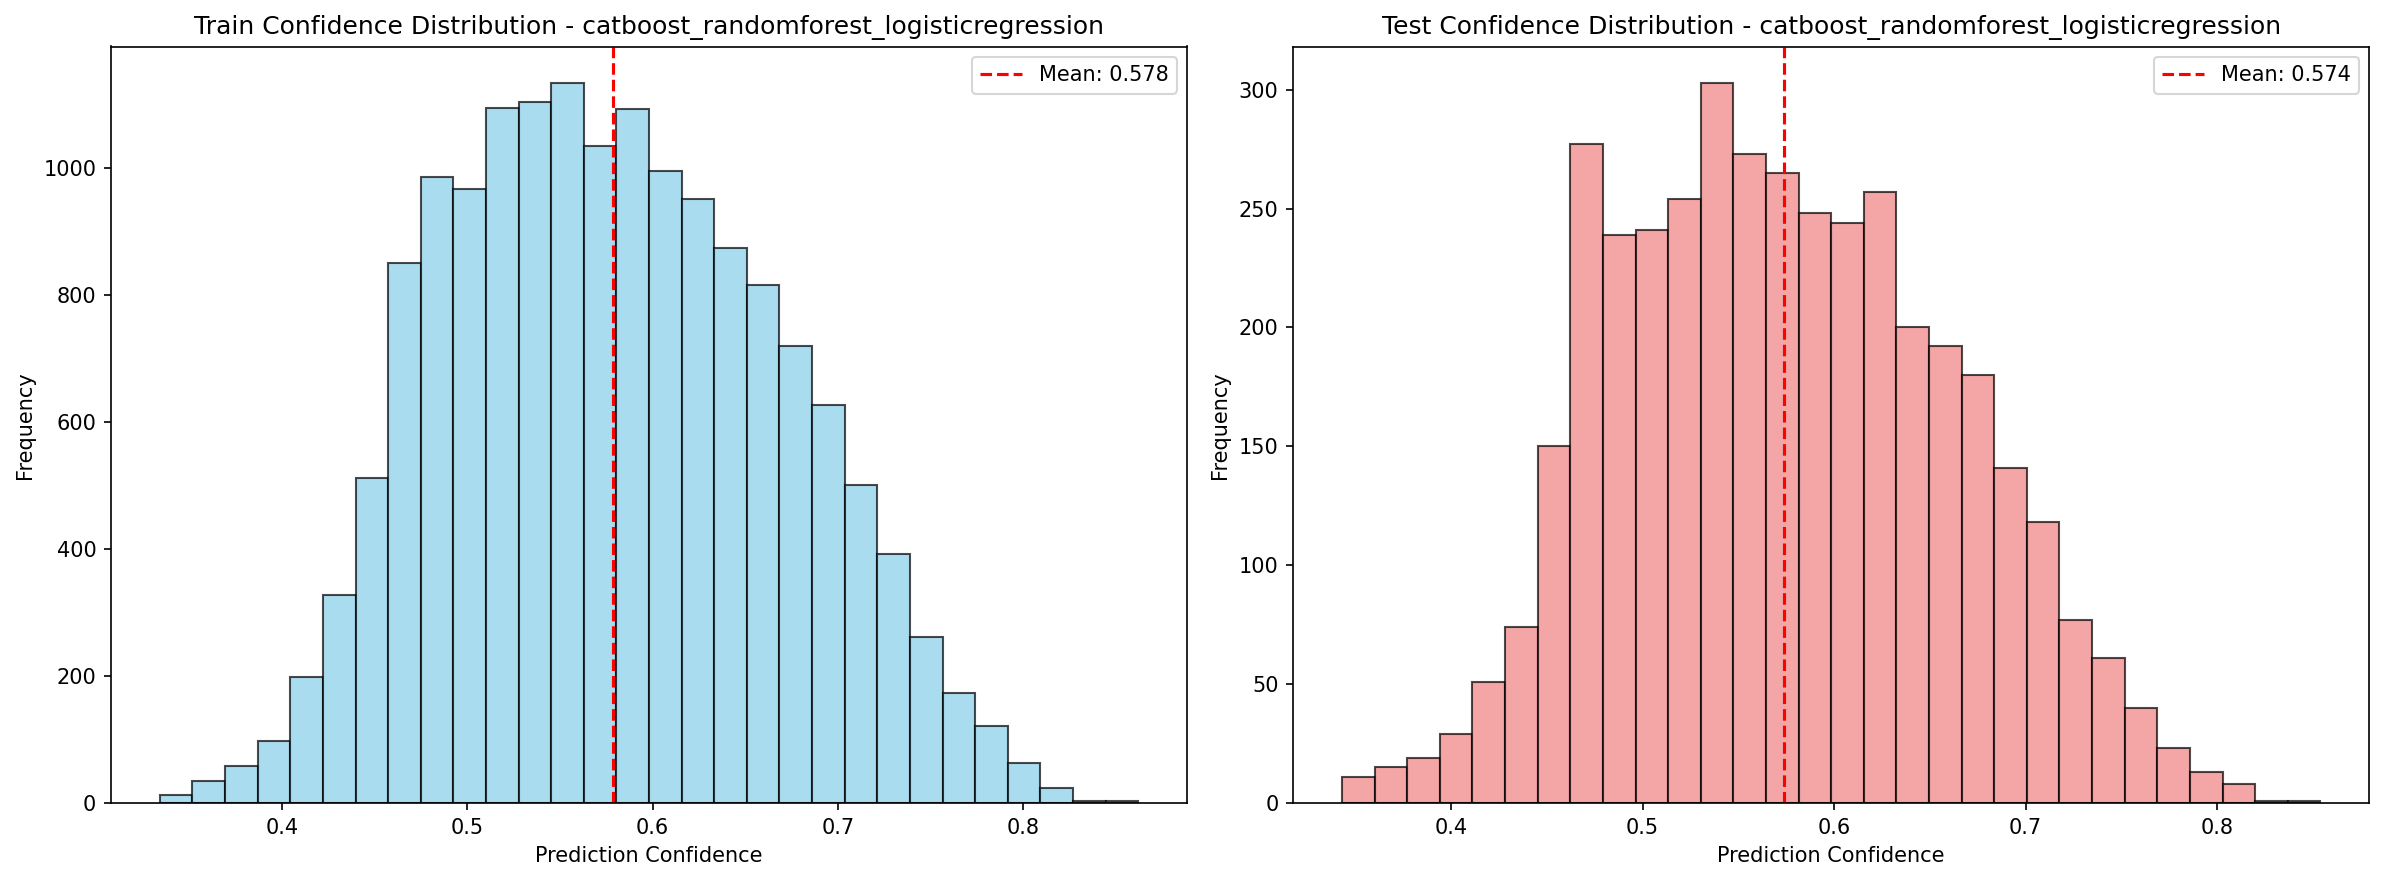 Train Confidence Distribution - catboost_randomforest_logisticregression
Mean: 0.578
1000
800
600
400
200
0
Frequency
0.4 0.5 0.6 0.7 0.8
Prediction Confidence
Test Confidence Distribution - catboost_randomforest_logisticregression
Mean: 0.574
300
250
200
150
100
50
0
Frequency
0.4 0.5 0.6 0.7 0.8
Prediction Confidence